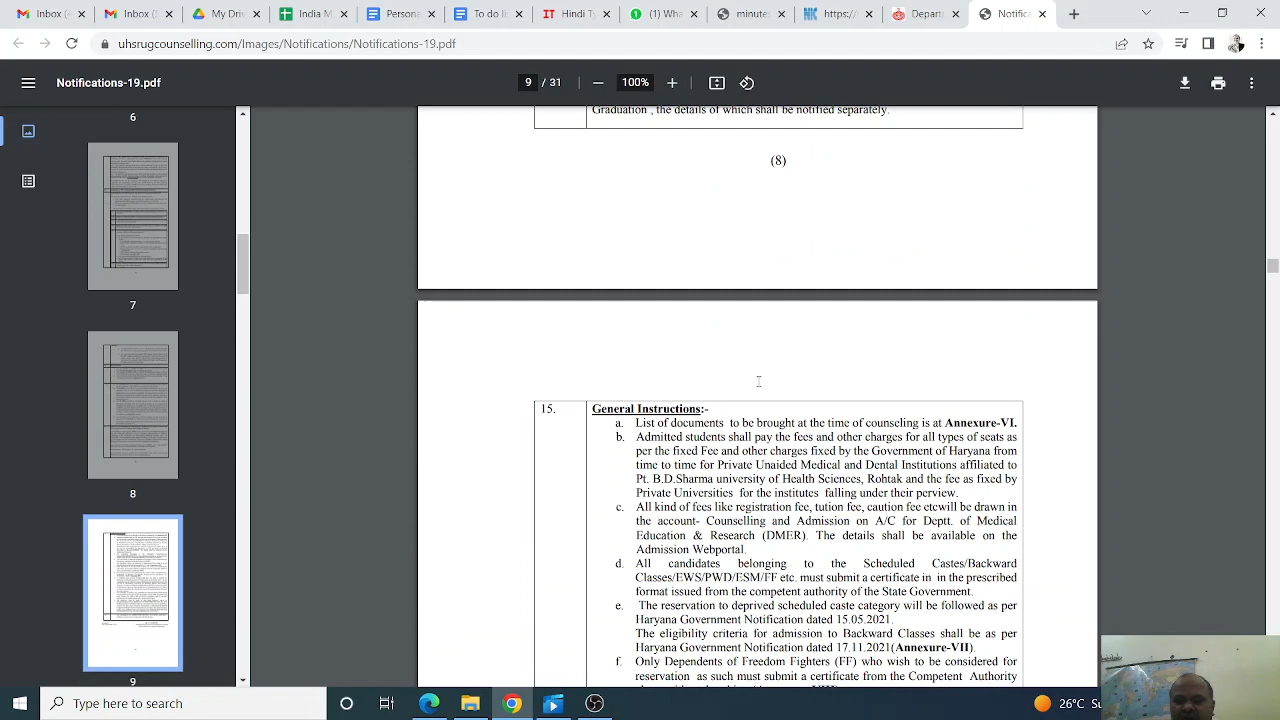 Inbox (
Inbox (
My Driv
India M
Persona
To do li
Hindi Ty
(1) Wha
minute
https:/
Depart
Notific
uhsrugcounselling.com/Images/Notifications/Notifications-19.pdf
Notifications-19.pdf
9 / 31
100%
6
7
8
9
Graduation , the details of which shall be notified separately.
(8)
15. General Instructions:-
a. List of documents to be brought at the time of counseling is at Annexure-VI.
b. Admitted students shall pay the fees and other charges for all types of seats as
per the fixed Fee and other charges fixed by the Government of Haryana from
time to time for Private Unaided Medical and Dental Institutions affiliated to
Pt. B.D.Sharma university of Health Sciences, Rohtak and the fee as fixed by
Private Universities for the institutes falling under their perview.
c. All kind of fees like registration fee, tution fee, caution fee etcwill be drawn in
the account- Counselling and Admission on A/C for Deptt. of Medical
Education & Research (DMER). The details shall be available on the
Admission Webportal.
d. All candidates belonging to the Scheduled Castes/Backward
Classes/EWS/PWD/ESM/FF etc. must submit a certificate in in the prescribed
format issued from the competent authority of the State Government.
e. The reservation to deprived scheduled caste category will be followed as per
Haryana Government Notification dated 15.05.2021.
The eligibility criteria for admission to Backward Classes shall be as per
Haryana Government Notification dated 17.11.2021(Annexure-VII).
f. Only Dependents of Freedom Fighters (FF) who wish to be considered for
reservation as such must submit a certificate from the Competent Authority
Type here to search
26°C